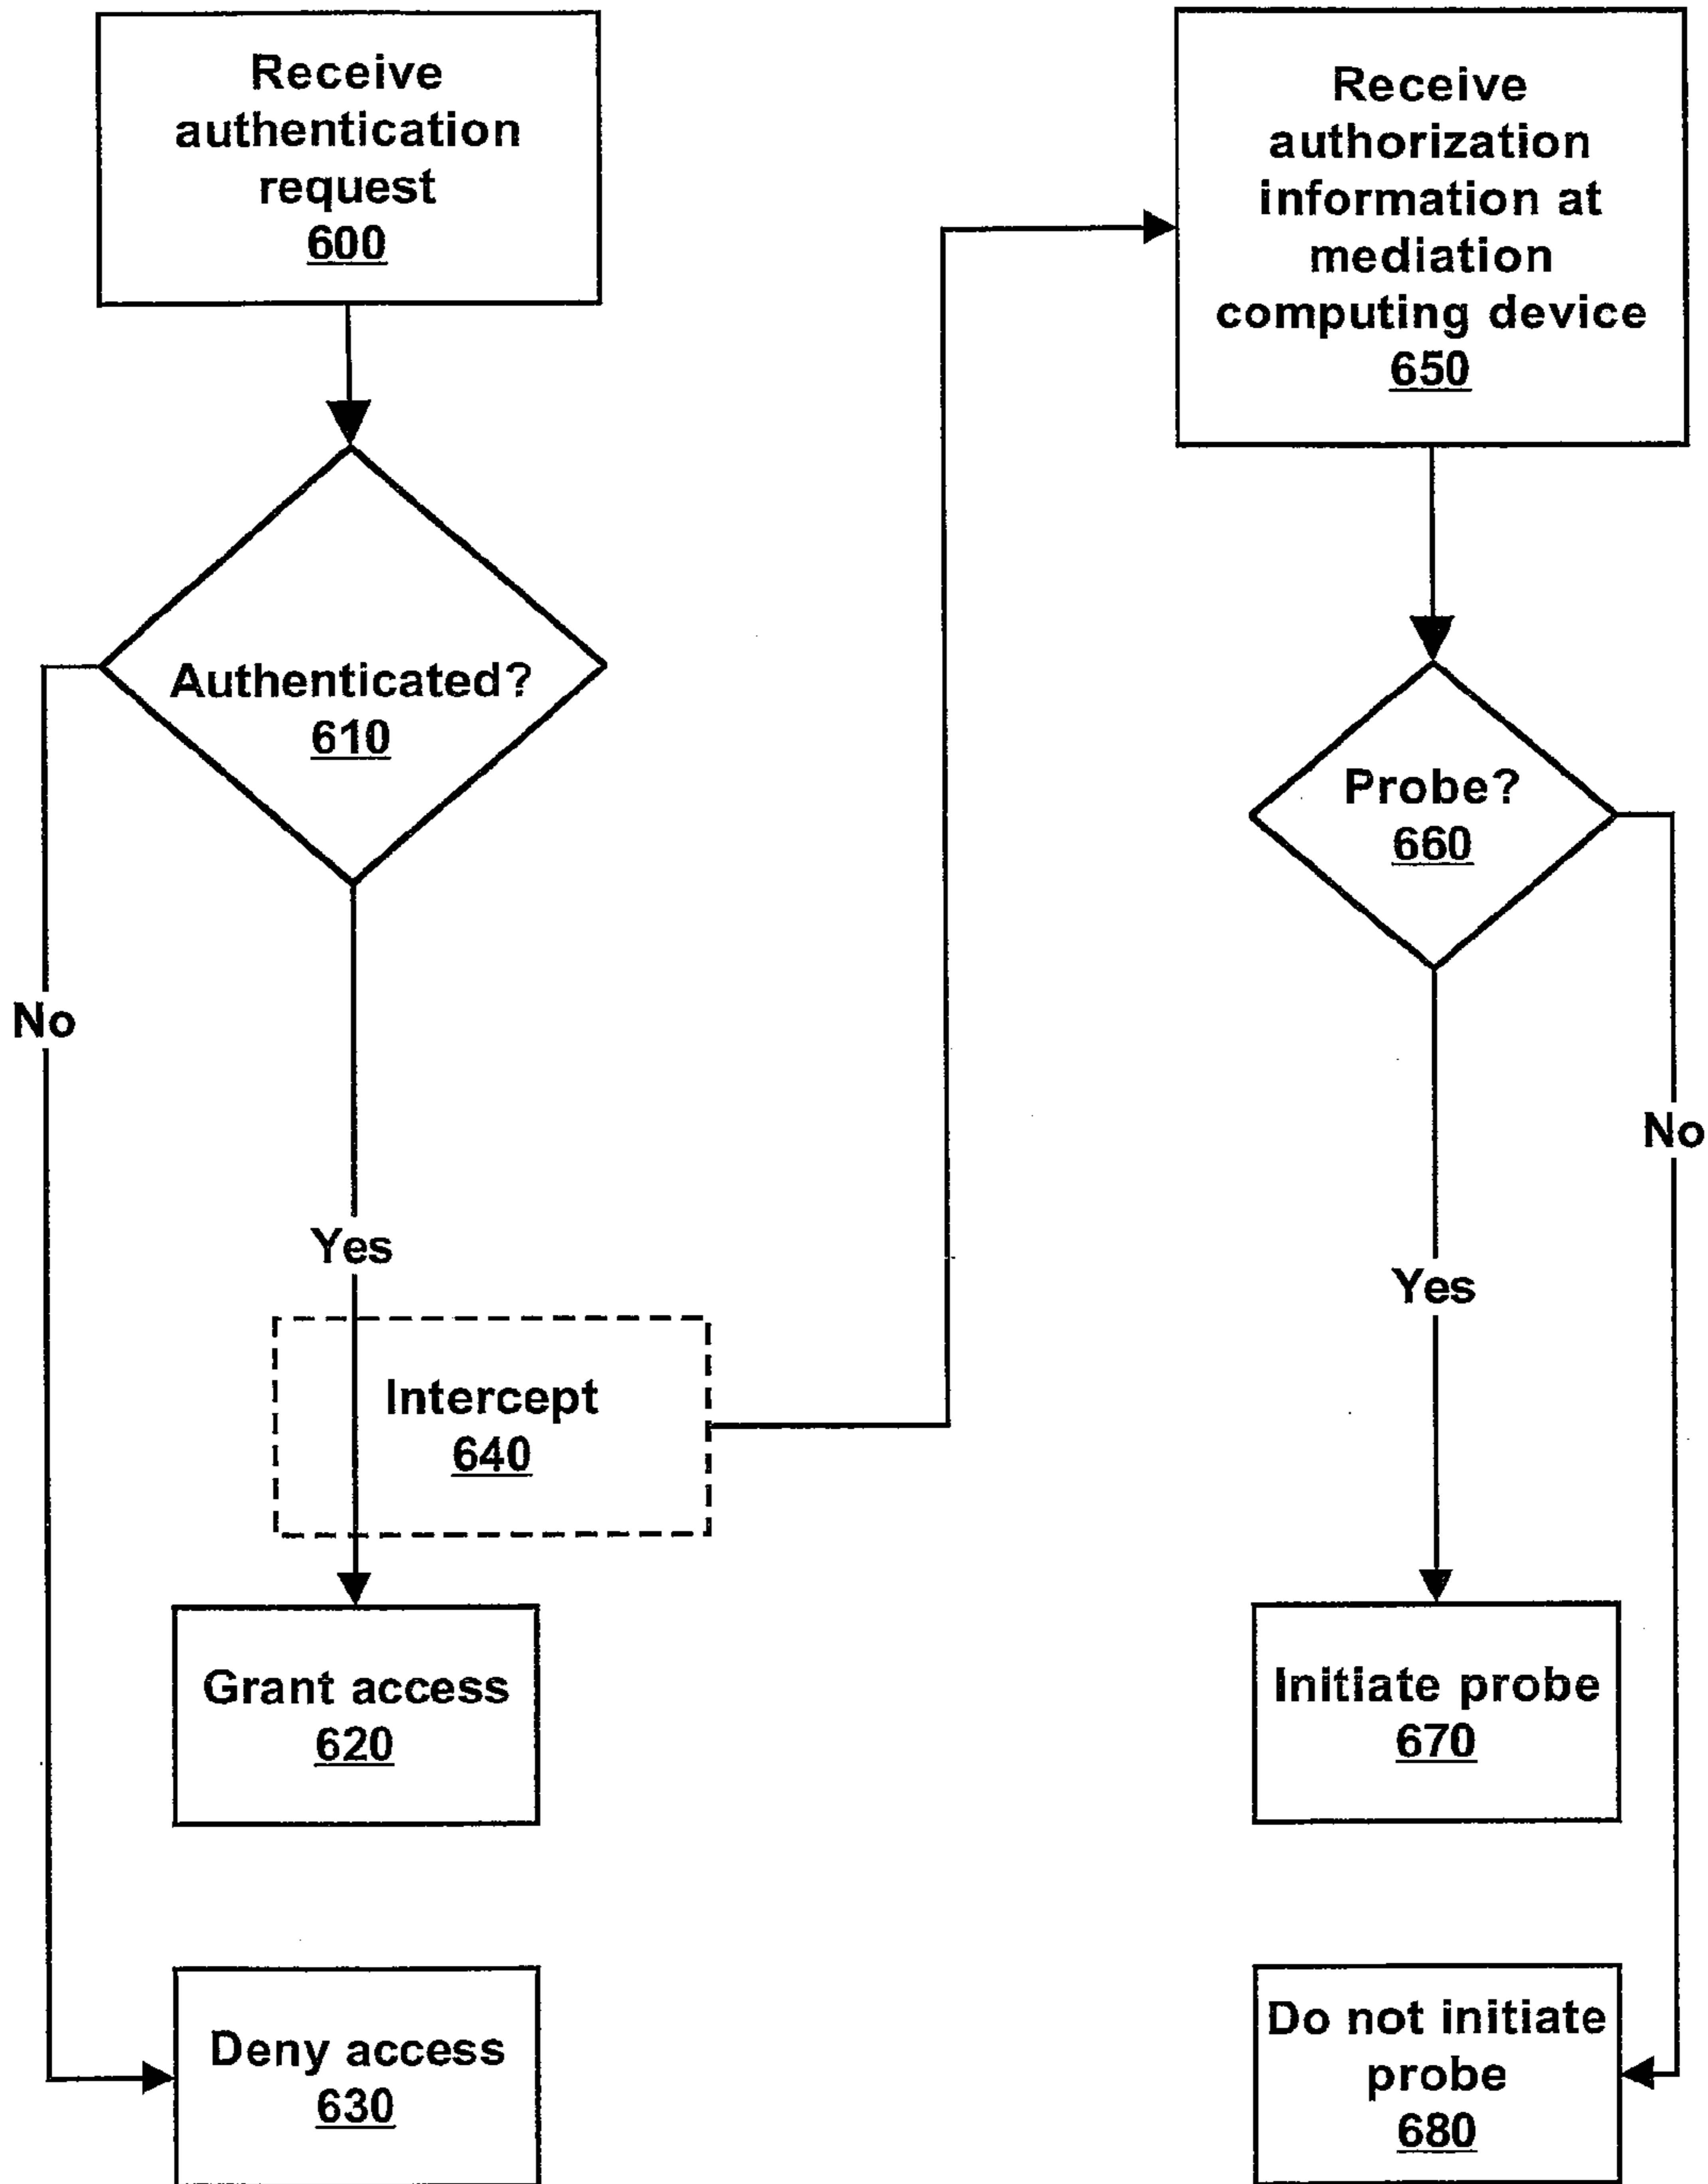 Receive
authentication
request
600
Authenticated?
610
No
Yes
Intercept
640
Grant access
620
Deny access
630
Receive
authorization
information at
mediation
computing device
650
Probe?
660
No
Yes
Initiate probe
670
Do not initiate
probe
680